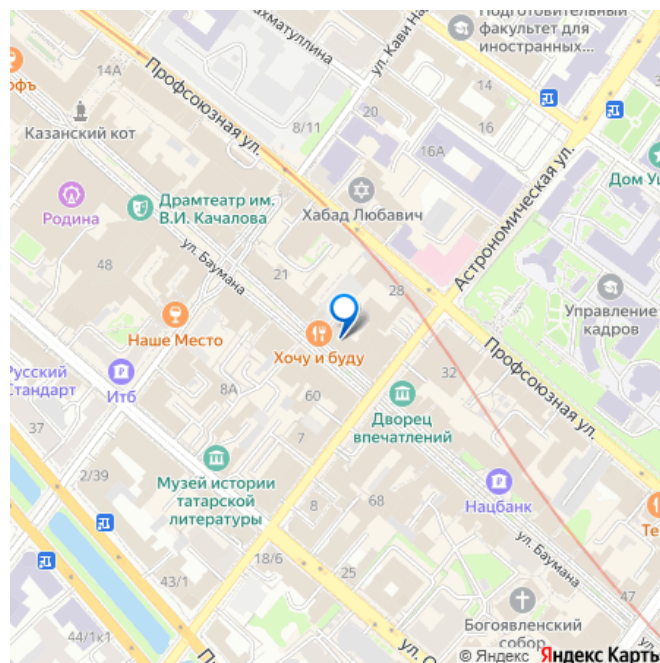 Подготовительный
факультет для
иностранных...
ул. Кави На
14А
Профсоюзная ул.
Казанский кот
8/11
20
14
16
16А
Астрономическая ул.
Родина
Драмтеатр им.
В.И. Качалова
Хабад Любавич
48
ул. Баумана
21
28
Управление
кадров
Наше Место
Хочу и буду
Русский
Стандарт
Итб
8А
60
32
Профсоюзная ул.
37
7
Дворец
впечатлений
2/39
Музей истории
татарской
литературы
8
68
Нацбанк
18/6
ул. Баумана
43/1
25
47
Богоявленский
собор
44/1к1
© Яндекс Яндекс Карты